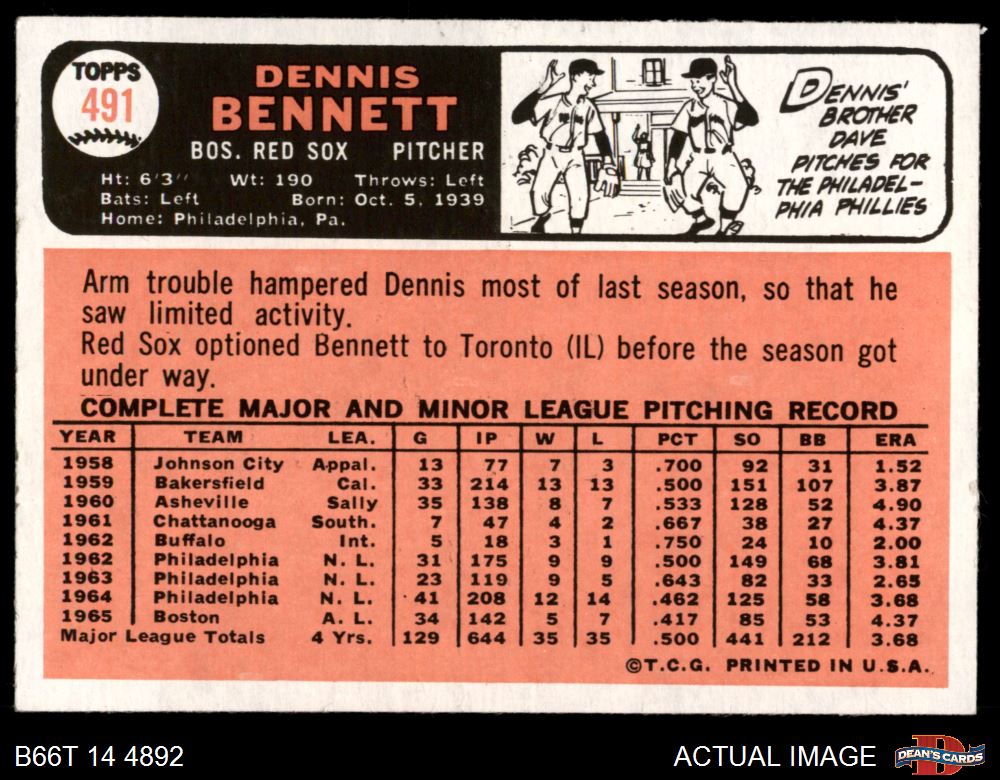 TOPPS
491
DENNIS
BENNETT
BOS. RED SOX PITCHER
Ht: 6'3" Wt: 190 Throws: Left
Bats: Left Born: Oct. 5, 1939
Home: Philadelphia, Pa.
DENNIS'
BROTHER
DAVE
PITCHES FOR
THE PHILADEL-
PHIA PHILLIES
Arm trouble hampered Dennis most of last season, so that he
saw limited activity.
Red Sox optioned Bennett to Toronto (IL) before the season got
under way.
COMPLETE MAJOR AND MINOR LEAGUE PITCHING RECORD
YEAR TEAM LEA. G IP W L PCT SO BB ERA
1958 Johnson City Appal. 13 77 7 3 .700 92 31 1.52
1959 Bakersfield Cal. 33 214 13 13 .500 151 107 3.87
1960 Asheville Sally 35 138 8 7 .533 128 52 4.90
1961 Chattanooga South. 7 47 4 2 .667 38 27 4.37
1962 Buffalo Int. 5 18 3 1 .750 24 10 2.00
1962 Philadelphia N. L. 31 175 9 9 .500 149 68 3.81
1963 Philadelphia N. L. 23 119 9 5 .643 82 33 2.65
1964 Philadelphia N. L. 41 208 12 14 .462 125 58 3.68
1965 Boston A. L. 34 142 5 7 .417 85 53 4.37
Major League Totals 4 Yrs. 129 644 35 35 .500 441 212 3.68
©T.C.G. PRINTED IN U.S.A.
B66T 14 4892
ACTUAL IMAGE
DEAN'S CARDS